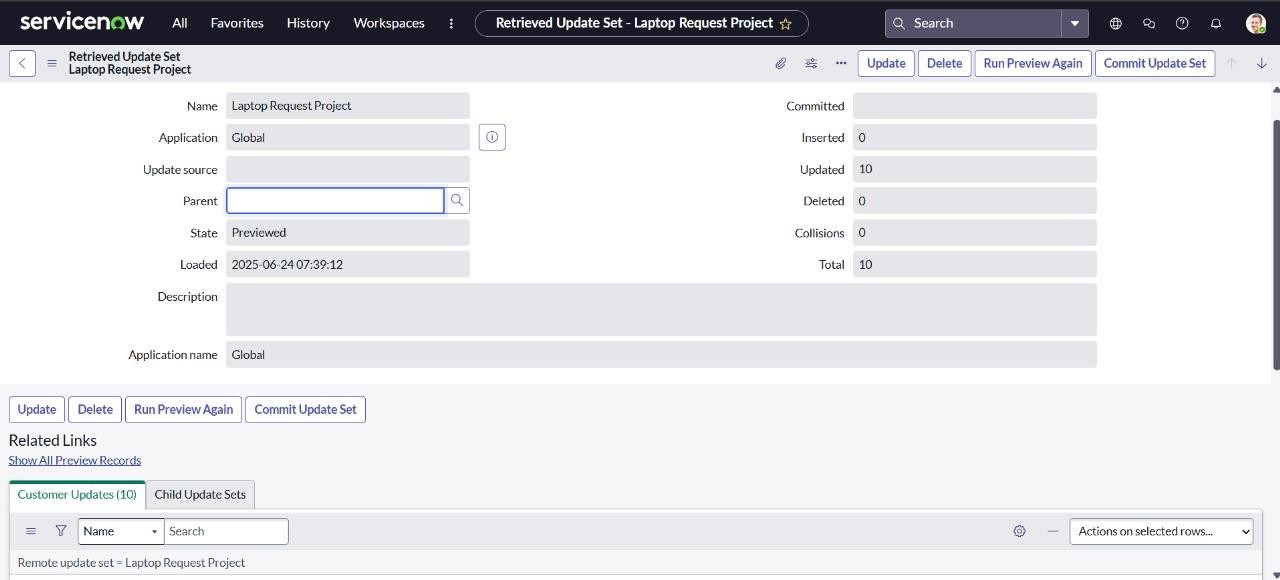 servicenow All Favorites History Workspaces Retrieved Update Set - Laptop Request Project Search
Retrieved Update Set
Laptop Request Project
Update Delete Run Preview Again Commit Update Set
Name Laptop Request Project Committed
Application Global Inserted 0
Update source Updated 10
Parent Deleted 0
State Previewed Collisions 0
Loaded 2025-06-24 07:39:12 Total 10
Description
Application name Global
Update Delete Run Preview Again Commit Update Set
Related Links
Show All Preview Records
Customer Updates (10) Child Update Sets
Name Search Actions on selected rows...
Remote update set = Laptop Request Project